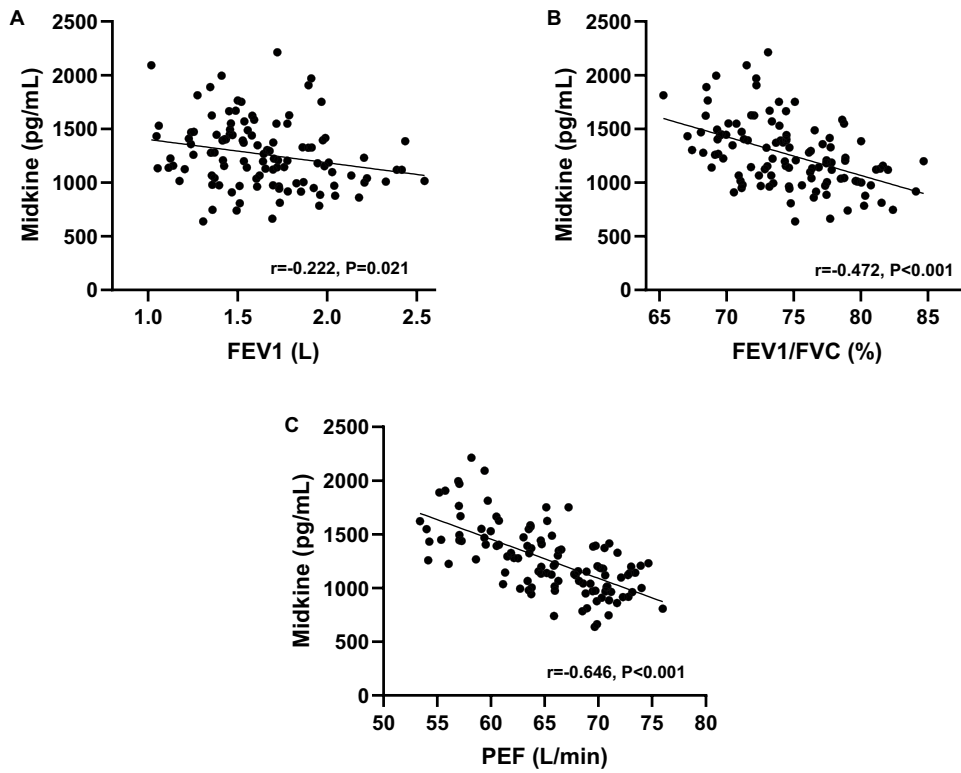 A
Midkine (pg/mL)
2500
2000
1500
1000
500
0
r=-0.222, P=0.021
1.0 1.5 2.0 2.5
FEV1 (L)
B
Midkine (pg/mL)
2500
2000
1500
1000
500
0
r=-0.472, P<0.001
65 70 75 80 85
FEV1/FVC (%)
C
Midkine (pg/mL)
2500
2000
1500
1000
500
0
r=-0.646, P<0.001
50 55 60 65 70 75 80
PEF (L/min)